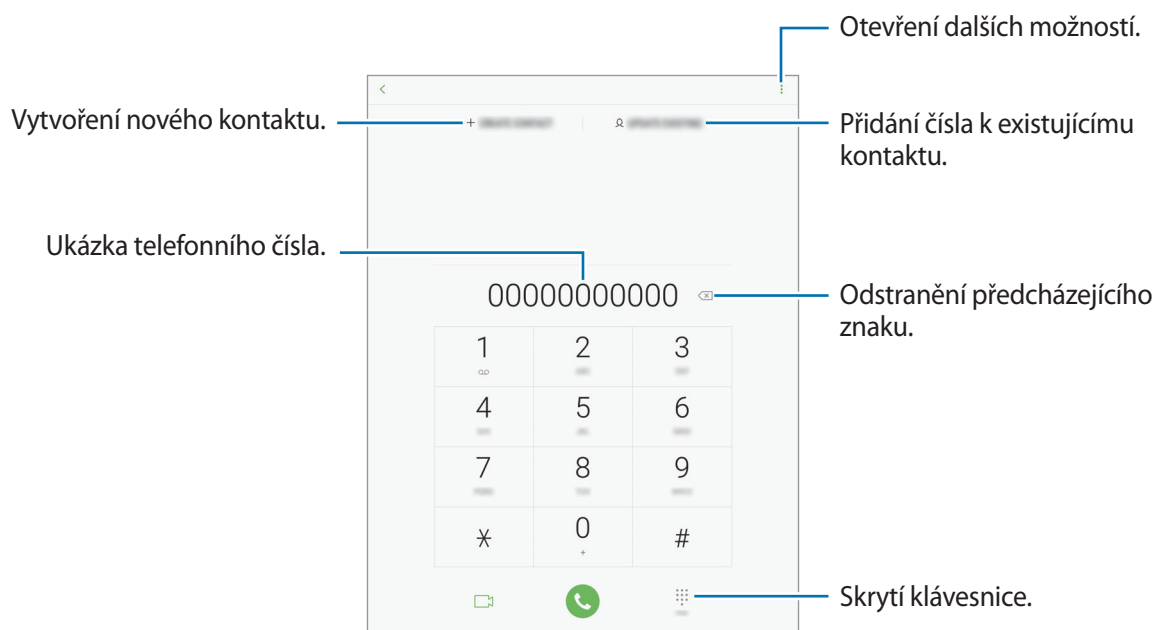 Otevření dalších možností.
Vytvoření nového kontaktu.
Přidání čísla k existujícímu
kontaktu.
Ukázka telefonního čísla.
00000000000
Odstranění předcházejícího
znaku.
1 2 3
4 5 6
7 8 9
* 0 #
+
Skrytí klávesnice.